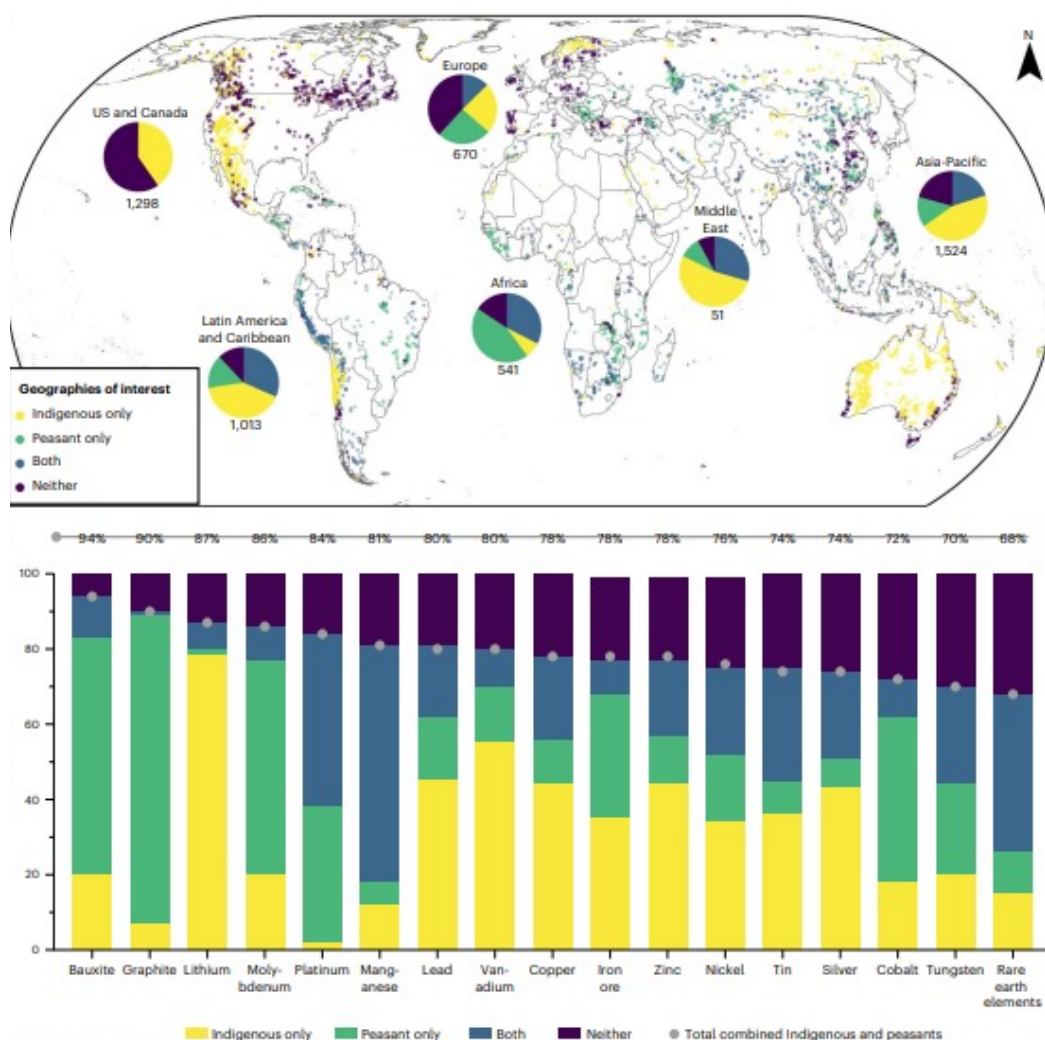 N
Europe
670
US and Canada
1,298
Asia-Pacific
1,524
Middle
East
51
Africa
541
Latin America
and Caribbean
1,013
Geographies of interest
Indigenous only
Peasant only
Both
Neither
94% 90% 87% 86% 84% 81% 80% 80% 78% 78% 78% 76% 74% 74% 72% 70% 68%
100
80
60
40
20
0
Bauxite Graphite Lithium Moly- Platinum Mang- Lead Van- Copper Iron Zinc Nickel Tin Silver Cobalt Tungsten Rare
bdenum anese adium ore earth
elements
Indigenous only Peasant only Both Neither Total combined Indigenous and peasants